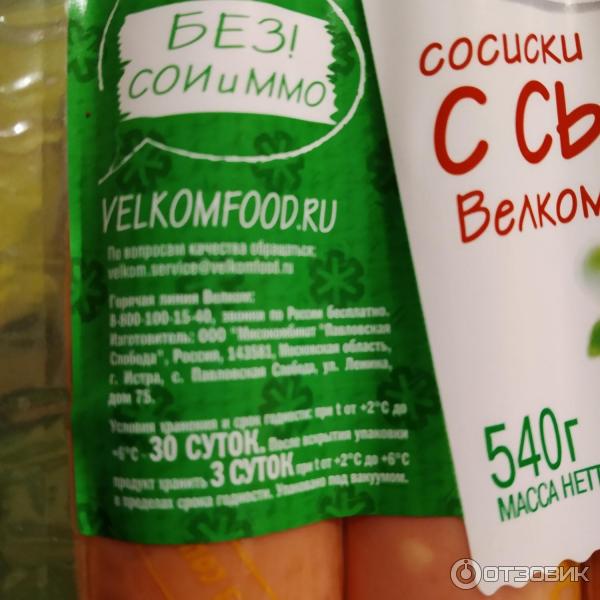 БЕЗ!
СОИ и ММО
СОСИСКИ
С СЫ
Велком
VELKOMFOOD.RU
По вопросам качества обращаться:
velkom.service@velkomfood.ru
Горячая линия Велком:
8-800-100-15-40, звонки по России бесплатно.
Изготовитель: ООО "Мясокомбинат "Павловская
Слобода", Россия, 143581, Московская область,
г. Истра, с. Павловская Слобода, ул. Ленина,
дом 75.
Условия хранения и срок годности: при t от +2°С до
+6°С - 30 СУТОК. После вскрытия упаковки
продукт хранить 3 СУТОК при t от +2°С до +6°С
в пределах срока годности. Упаковано под вакуумом.
540г
МАССА НЕТТ
ОТЗОВИК